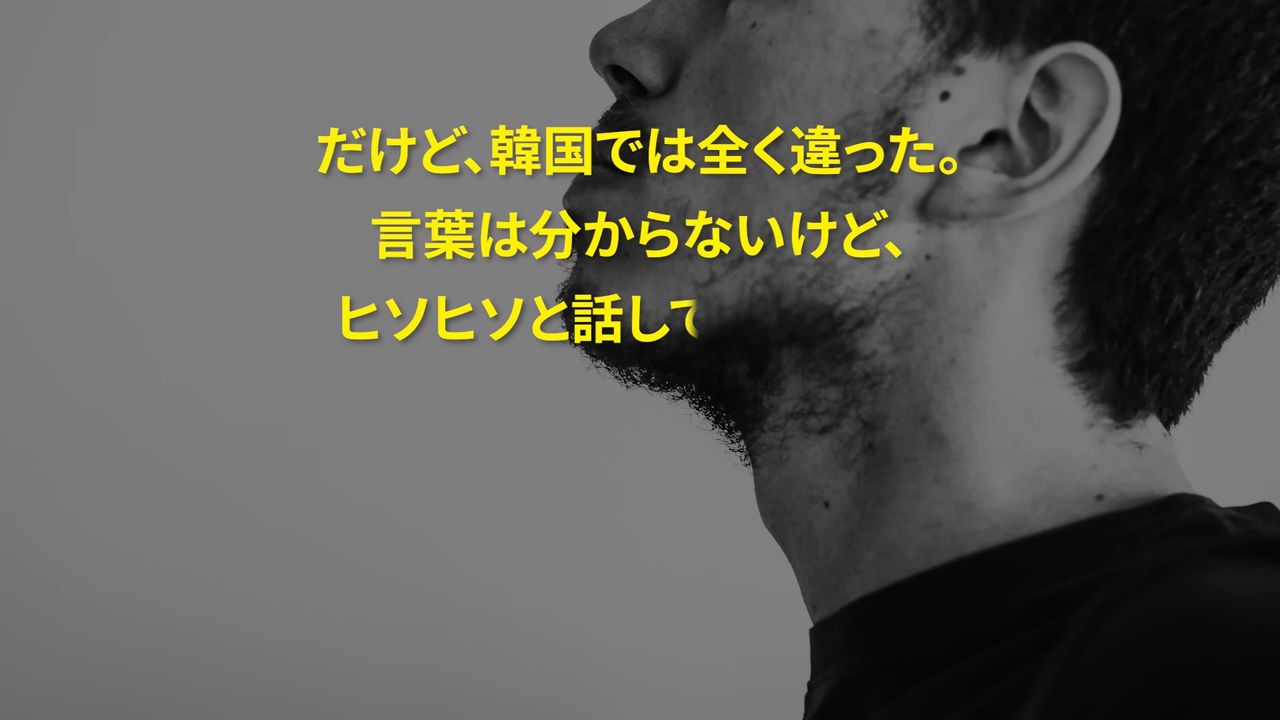 だけど、韓国では全く違った。
言葉は分からないけど、
ヒソヒソと話して